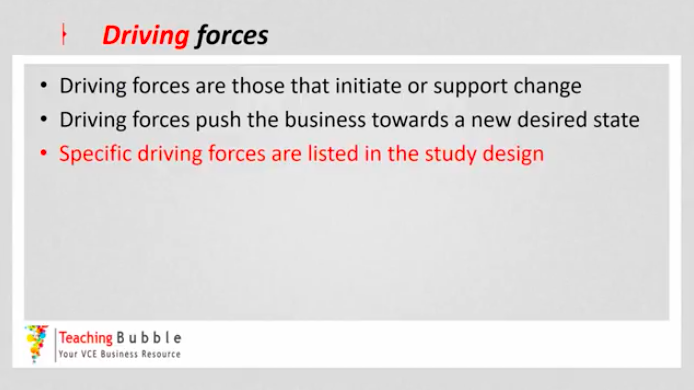 Driving forces
• Driving forces are those that initiate or support change
• Driving forces push the business towards a new desired state
• Specific driving forces are listed in the study design
Teaching Bubble
Your VCE Business Resource